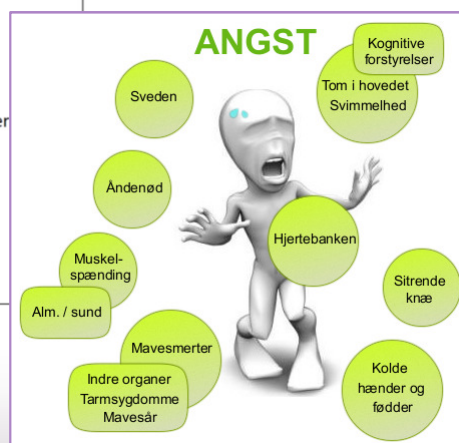 ANGST
Kognitive
forstyrelser
Tom i hovedet
Svimmelhed
Sveden
er
Åndenød
Hjertebanken
Muskel-
spænding
Alm. / sund
Sitrende
knæ
Mavesmerter
Indre organer
Tarmsygdomme
Mavesår
Kolde
hænder og
fødder